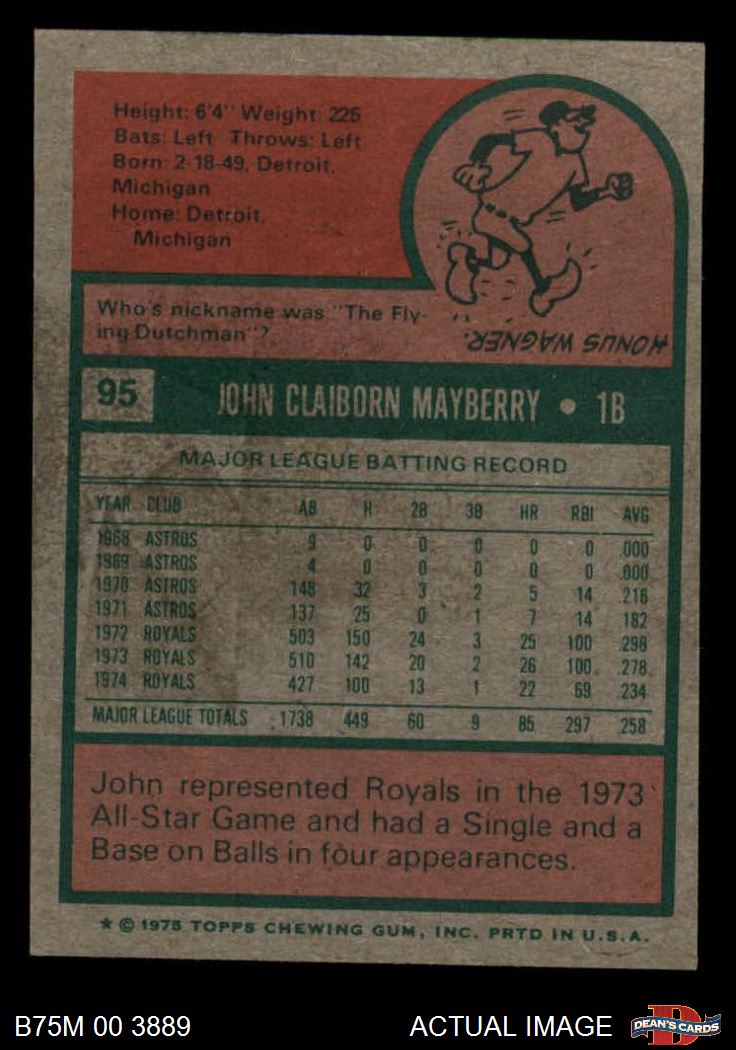 Height: 6'4" Weight: 225
Bats: Left Throws: Left
Born: 2-18-49, Detroit,
Michigan
Home: Detroit,
Michigan
Who's nickname was "The Fly-
ing Dutchman"?
HONUS WAGNER.
95 JOHN CLAIBORN MAYBERRY • 1B
MAJOR LEAGUE BATTING RECORD
YEAR CLUB AB H 2B 3B HR RBI AVG
1968 ASTROS 9 0 0 0 0 0 .000
1969 ASTROS 4 0 0 0 0 0 .000
1970 ASTROS 148 32 3 2 5 14 .216
1971 ASTROS 137 25 0 1 7 14 .182
1972 ROYALS 503 150 24 3 25 100 .298
1973 ROYALS 510 142 20 2 26 100 .278
1974 ROYALS 427 100 13 1 22 69 .234
MAJOR LEAGUE TOTALS 1738 449 60 9 85 297 .258
John represented Royals in the 1973
All-Star Game and had a Single and a
Base on Balls in four appearances.
* © 1975 TOPPS CHEWING GUM, INC. PRTD IN U.S.A.
B75M 00 3889 ACTUAL IMAGE DEAN'S CARDS